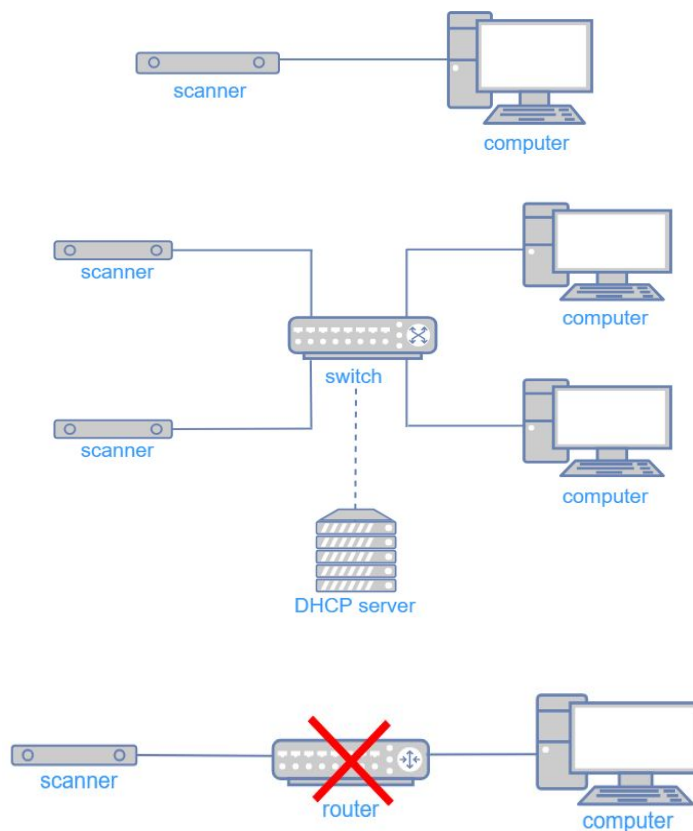 scanner
computer
scanner
computer
switch
scanner
computer
DHCP server
scanner
router
computer